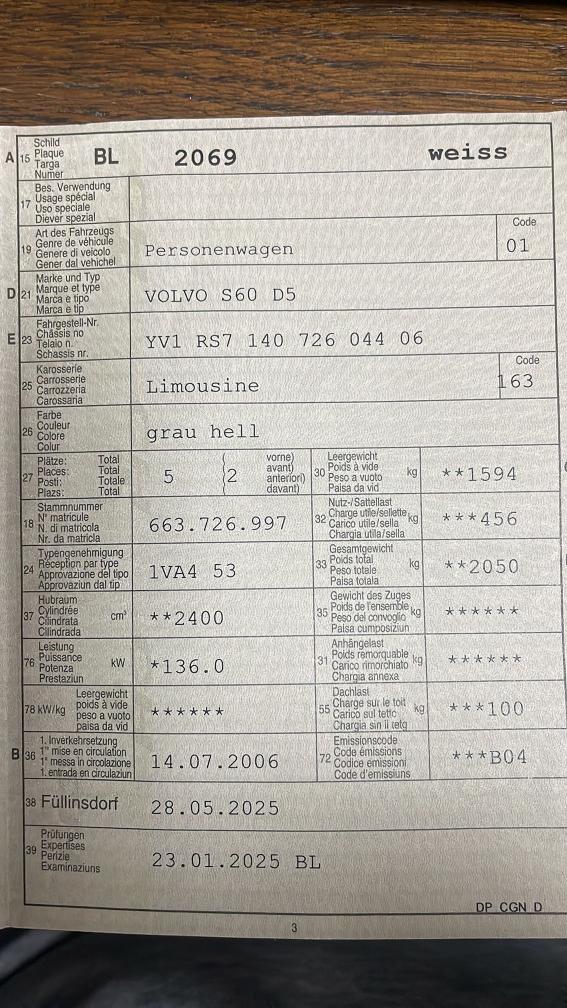 A 15 Schild
Plaque
Targa
Numer
BL 2069 weiss
17 Bes. Verwendung
Usage spécial
Uso speciale
Diever spezial
19 Art des Fahrzeugs
Genre de véhicule
Genere di veicolo
Gener dal vehichel
Personenwagen
Code
01
D 21 Marke und Typ
Marque et type
Marca e tipo
Marca e tip
VOLVO S60 D5
E 23 Fahrgestell-Nr.
Châssis no
Telaio n.
Schassis nr.
YV1 RS7 140 726 044 06
25 Karosserie
Carrosserie
Carrozzeria
Carossaria
Limousine
Code
163
26 Farbe
Couleur
Colore
Colur
grau hell
27 Plätze: Total
Places: Total
Posti: Totale
Plazs: Total
5 2
vorne)
avant)
anteriori)
davant)
30 Leergewicht
Poids à vide
Peso a vuoto
Paisa da vid
kg
**1594
18 Stammnummer
N° matricule
N. di matricola
Nr. da matricla
663.726.997
32 Nutz-/Sattellast
Charge utile/sellette
Carico utile/sella
Chargia utila/sella
kg
***456
24 Typengenehmigung
Réception par type
Approvazione del tipo
Approvaziun dal tip
1VA4 53
33 Gesamtgewicht
Poids total
Peso totale
Paisa totala
kg
**2050
37 Hubraum
Cylindrée
Cilindrata
Cilindrada
cm³
**2400
35 Gewicht des Zuges
Poids de l'ensemble
Peso del convoglio
Paisa cumposiziun
kg
******
76 Leistung
Puissance
Potenza
Prestaziun
kW
*136.0
31 Anhängelast
Poids remorquable
Carico rimorchiato
Chargia annexa
kg
******
78 kW/kg Leergewicht
poids à vide
peso a vuoto
paisa da vid
******
55 Dachlast
Charge sur le toit
Carico sul tetto
Chargia sin il tetg
kg
***100
B 36 1. Inverkehrsetzung
1re mise en circulation
1a messa in circolazione
1. entrada en circulaziun
14.07.2006
72 Emissionscode
Code émissions
Codice emissioni
Code d'emissiuns
***B04
38 Füllinsdorf
28.05.2025
39 Prüfungen
Expertises
Perizie
Examinaziuns
23.01.2025 BL
DP CGN D
3